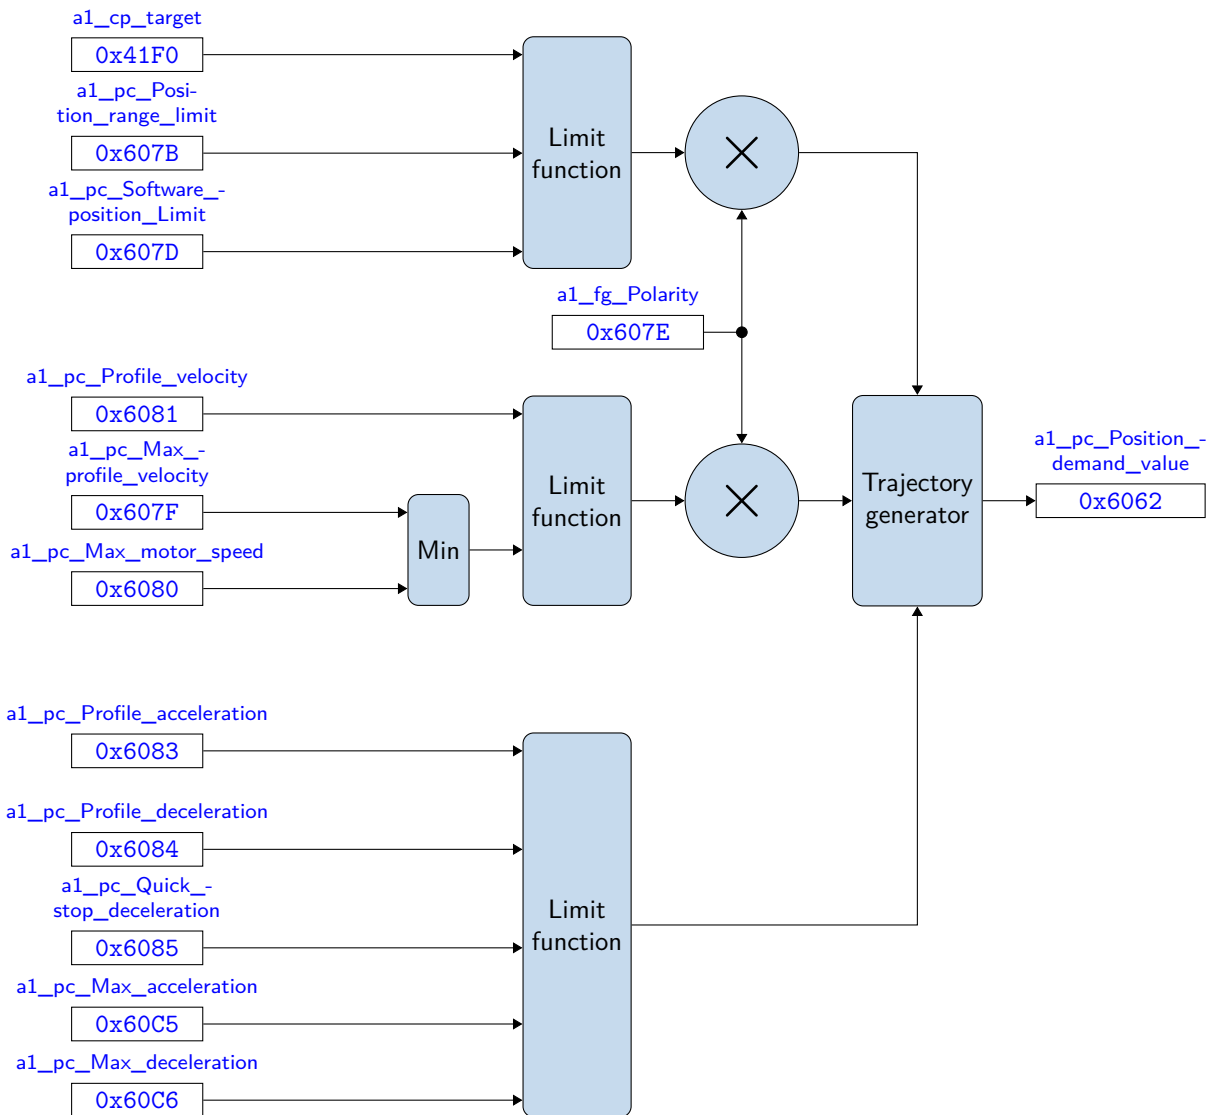 a1_cp_target
0x41F0
a1_pc_Posi-
tion_range_limit
0x607B
a1_pc_Software_-
position_Limit
0x607D
Limit
function
a1_fg_Polarity
0x607E
a1_pc_Profile_velocity
0x6081
a1_pc_Max_-
profile_velocity
0x607F
a1_pc_Max_motor_speed
0x6080
Min
Limit
function
Trajectory
generator
a1_pc_Position_-
demand_value
0x6062
a1_pc_Profile_acceleration
0x6083
a1_pc_Profile_deceleration
0x6084
a1_pc_Quick_-
stop_deceleration
0x6085
a1_pc_Max_acceleration
0x60C5
a1_pc_Max_deceleration
0x60C6
Limit
function